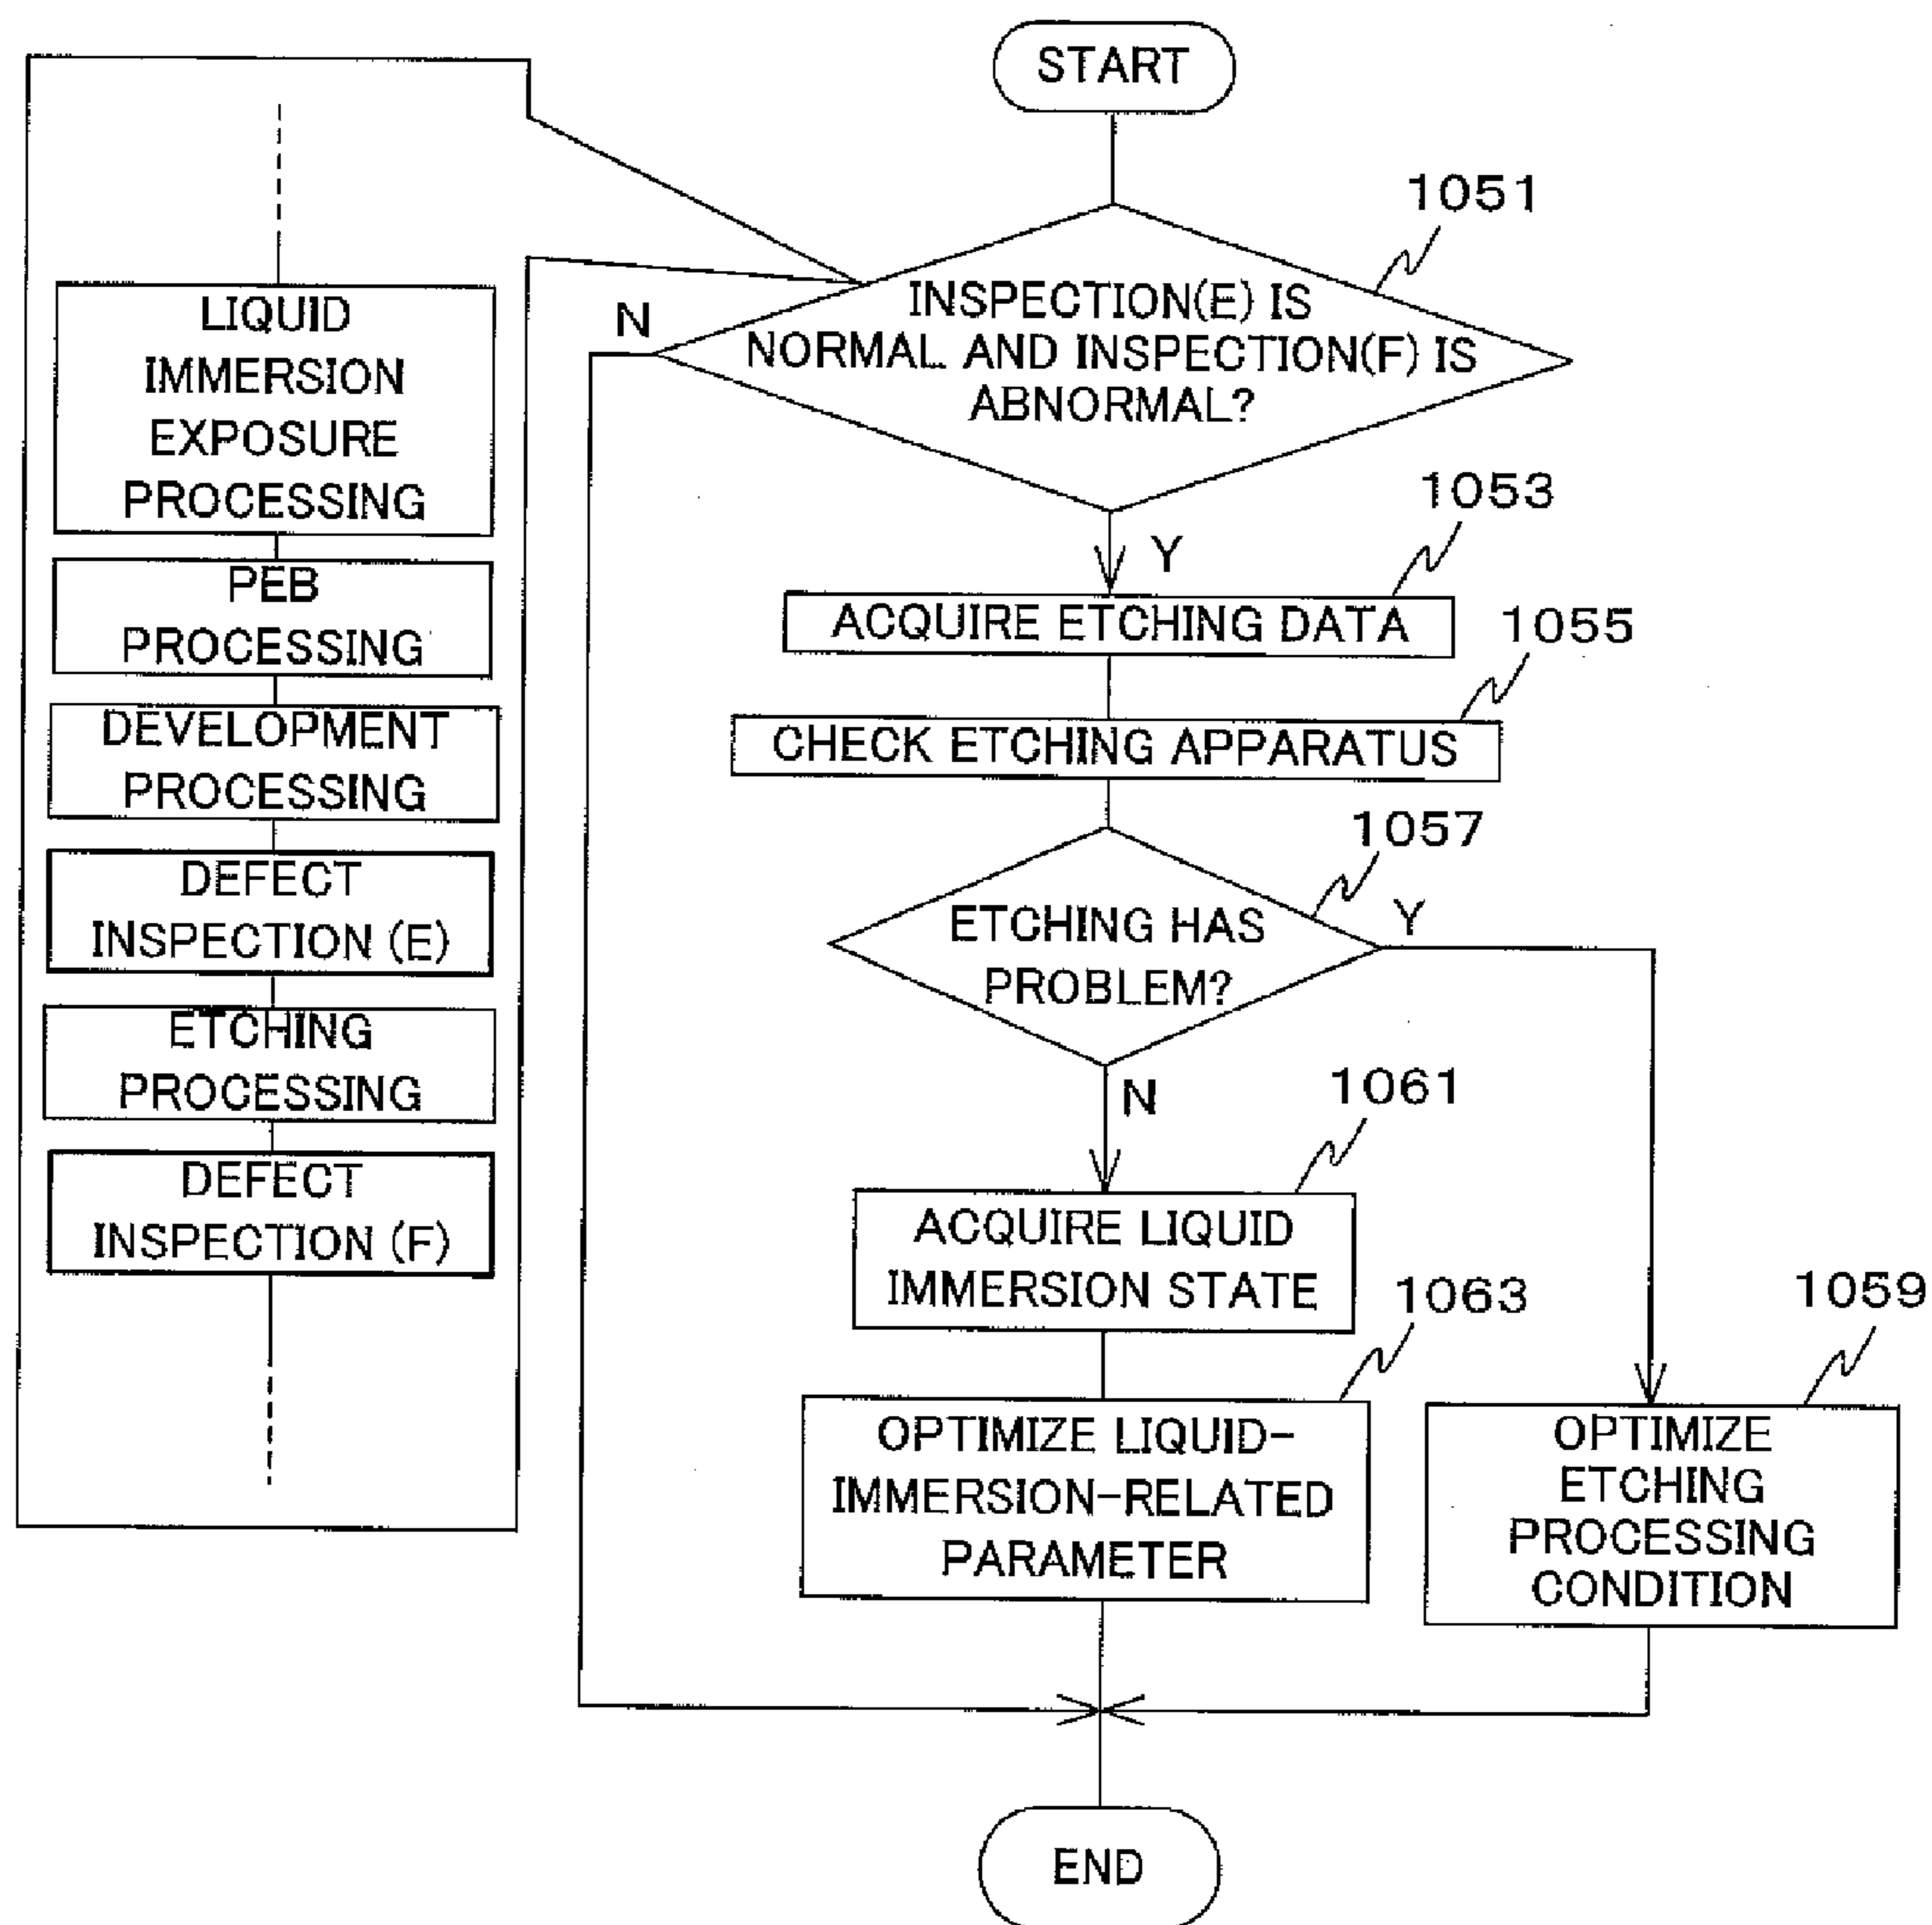 START
1051
INSPECTION(E) IS
NORMAL AND INSPECTION(F) IS
ABNORMAL?
N
Y
LIQUID
IMMERSION
EXPOSURE
PROCESSING
PEB
PROCESSING
DEVELOPMENT
PROCESSING
DEFECT
INSPECTION (E)
ETCHING
PROCESSING
DEFECT
INSPECTION (F)
1053
ACQUIRE ETCHING DATA
1055
CHECK ETCHING APPARATUS
1057
ETCHING HAS
PROBLEM?
Y
N
1061
ACQUIRE LIQUID
IMMERSION STATE
1063
OPTIMIZE LIQUID-
IMMERSION-RELATED
PARAMETER
1059
OPTIMIZE
ETCHING
PROCESSING
CONDITION
END